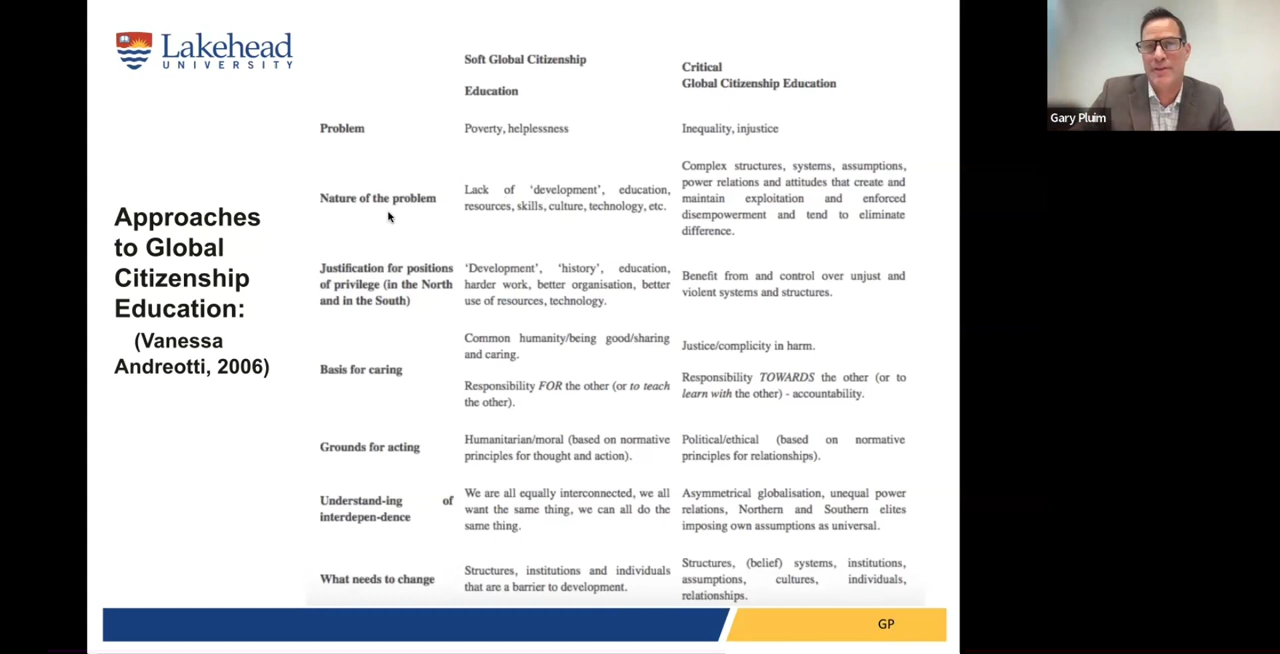 Lakehead
UNIVERSITY
Approaches
to Global
Citizenship
Education:
(Vanessa
Andreotti, 2006)
Soft Global Citizenship
Education
Critical
Global Citizenship Education
Problem
Poverty, helplessness
Inequality, injustice
Nature of the problem
Lack of ‘development’, education,
resources, skills, culture, technology, etc.
Complex structures, systems, assumptions,
power relations and attitudes that create and
maintain exploitation and enforced
disempowerment and tend to eliminate
difference.
Justification for positions
of privilege (in the North
and in the South)
‘Development’, ‘history’, education,
harder work, better organisation, better
use of resources, technology.
Benefit from and control over unjust and
violent systems and structures.
Basis for caring
Common humanity/being good/sharing
and caring.
Responsibility FOR the other (or to teach
the other).
Justice/complicity in harm.
Responsibility TOWARDS the other (or to
learn with the other) - accountability.
Grounds for acting
Humanitarian/moral (based on normative
principles for thought and action).
Political/ethical (based on normative
principles for relationships).
Understand-ing of
interdepen-dence
We are all equally interconnected, we all
want the same thing, we can all do the
same thing.
Asymmetrical globalisation, unequal power
relations, Northern and Southern elites
imposing own assumptions as universal.
What needs to change
Structures, institutions and individuals
that are a barrier to development.
Structures, (belief) systems, institutions,
assumptions, cultures, individuals,
relationships.
GP
Gary Pluim